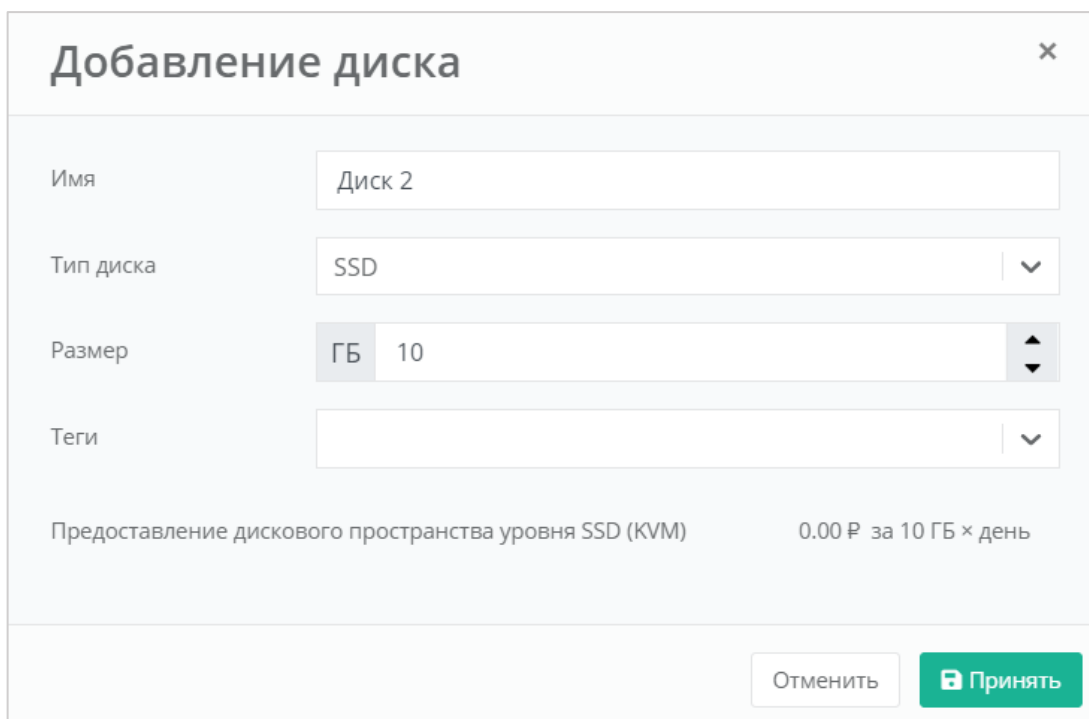 Добавление диска
Имя
Диск 2
Тип диска
SSD
Размер
ГБ 10
Теги
Предоставление дискового пространства уровня SSD (KVM) 0.00 ₽ за 10 ГБ × день
Отменить
Принять